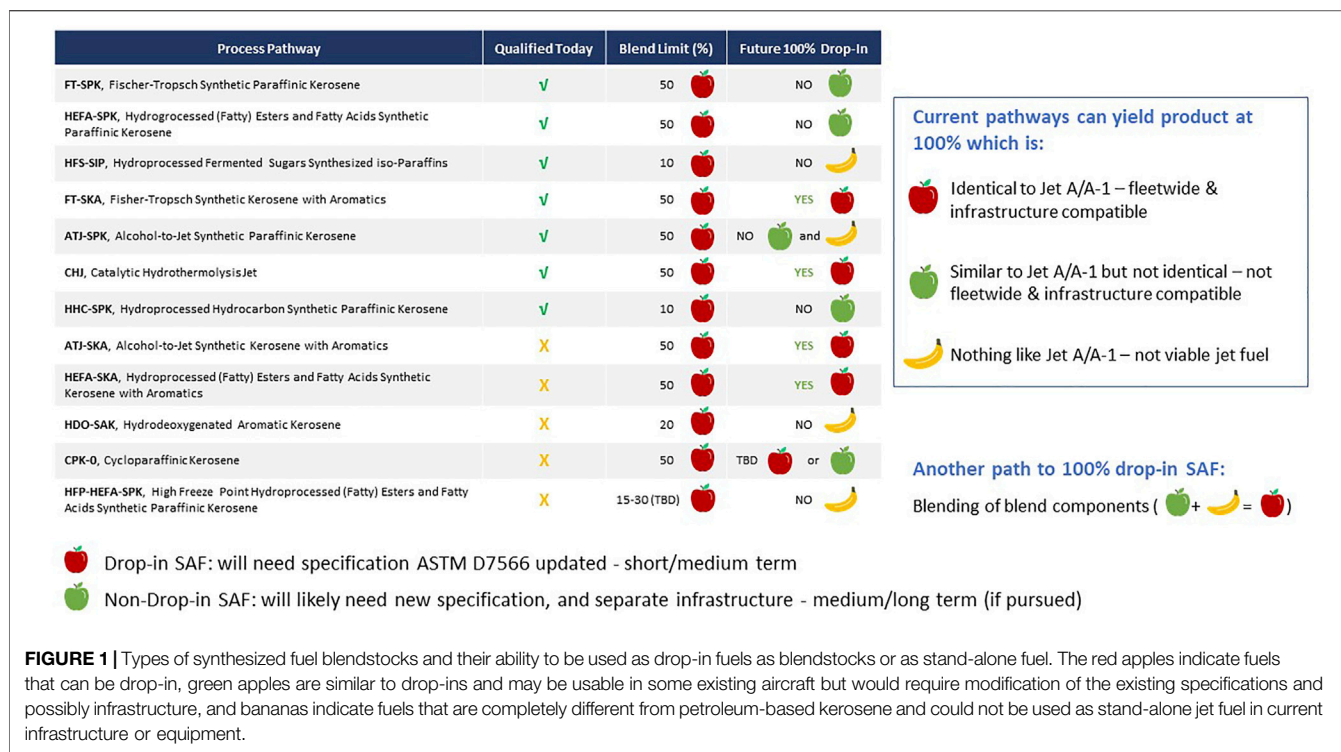 Process Pathway Qualified Today Blend Limit (%) Future 100% Drop-In
FT-SPK, Fischer-Tropsch Synthetic Paraffinic Kerosene √ 50 NO
HEFA-SPK, Hydrogrocessed (Fatty) Esters and Fatty Acids Synthetic
Paraffinic Kerosene √ 50 NO
HFS-SIP, Hydroprocessed Fermented Sugars Synthesized iso-Paraffins √ 10 NO
FT-SKA, Fisher-Tropsch Synthetic Kerosene with Aromatics √ 50 YES
ATJ-SPK, Alcohol-to-Jet Synthetic Paraffinic Kerosene √ 50 NO and
CHJ, Catalytic HydrothermolysisJet √ 50 YES
HHC-SPK, Hydroprocessed Hydrocarbon Synthetic Paraffinic Kerosene √ 10 NO
ATJ-SKA, Alcohol-to-Jet Synthetic Kerosene with Aromatics X 50 YES
HEFA-SKA, Hydroprocessed (Fatty) Esters and Fatty Acids Synthetic
Kerosene with Aromatics X 50 YES
HDO-SAK, Hydrodeoxygenated Aromatic Kerosene X 20 NO
CPK-0, Cycloparaffinic Kerosene X 50 TBD or
HFP-HEFA-SPK, High Freeze Point Hydroprocessed (Fatty) Esters and Fatty
Acids Synthetic Paraffinic Kerosene X 15-30 (TBD) NO
Current pathways can yield product at
100% which is:
Identical to Jet A/A-1 – fleetwide &
infrastructure compatible
Similar to Jet A/A-1 but not identical – not
fleetwide & infrastructure compatible
Nothing like Jet A/A-1 – not viable jet fuel
Another path to 100% drop-in SAF:
Blending of blend components ( + = )
Drop-in SAF: will need specification ASTM D7566 updated - short/medium term
Non-Drop-in SAF: will likely need new specification, and separate infrastructure - medium/long term (if pursued)
FIGURE 1 | Types of synthesized fuel blendstocks and their ability to be used as drop-in fuels as blendstocks or as stand-alone fuel. The red apples indicate fuels
that can be drop-in, green apples are similar to drop-ins and may be usable in some existing aircraft but would require modification of the existing specifications and
possibly infrastructure, and bananas indicate fuels that are completely different from petroleum-based kerosene and could not be used as stand-alone jet fuel in current
infrastructure or equipment.